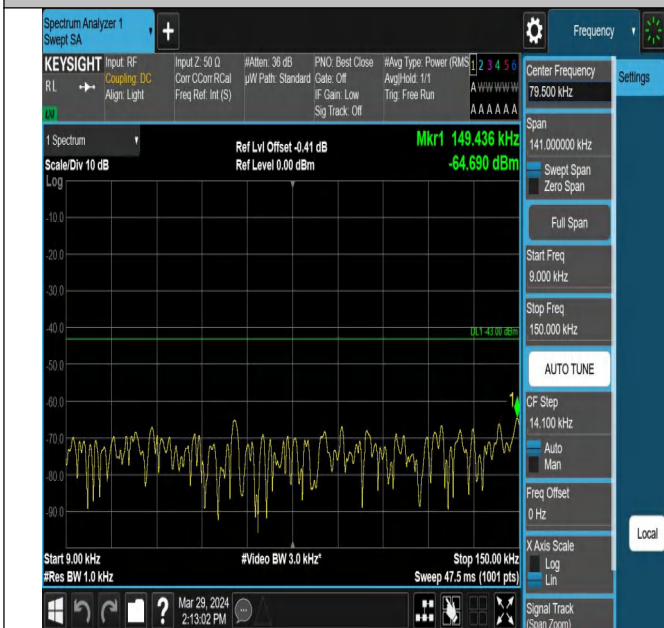 Spectrum Analyzer 1
Swept SA
+
Frequency
KEYSIGHT
Input: RF
Input Z: 50 Ω
#Atten: 36 dB
PNO: Best Close
#Avg Type: Power (RMS
1 2 3 4 5 6
RL
Coupling: DC
Corr CCorr RCal
µW Path: Standard
Gate: Off
Avg|Hold: 1/1
A W W W W W
Align: Light
Freq Ref: Int (S)
IF Gain: Low
Trig: Free Run
Sig Track: Off
A A A A A A
LXI
Center Frequency
79.500 kHz
Settings
Span
141.000000 kHz
Swept Span
Zero Span
Full Span
Start Freq
9.000 kHz
Stop Freq
150.000 kHz
AUTO TUNE
CF Step
14.100 kHz
Auto
Man
Freq Offset
0 Hz
X Axis Scale
Log
Lin
Signal Track
(Span Zoom)
Local
1 Spectrum
Ref Lvl Offset -0.41 dB
Mkr1 149.436 kHz
Scale/Div 10 dB
Ref Level 0.00 dBm
-64.690 dBm
Log
-10.0
-20.0
-30.0
-40.0
DL1 -43.00 dBm
-50.0
-60.0
1
-70.0
-80.0
-90.0
Start 9.00 kHz
#Video BW 3.0 kHz*
Stop 150.00 kHz
#Res BW 1.0 kHz
Sweep 47.5 ms (1001 pts)
?
Mar 29, 2024
2:13:02 PM